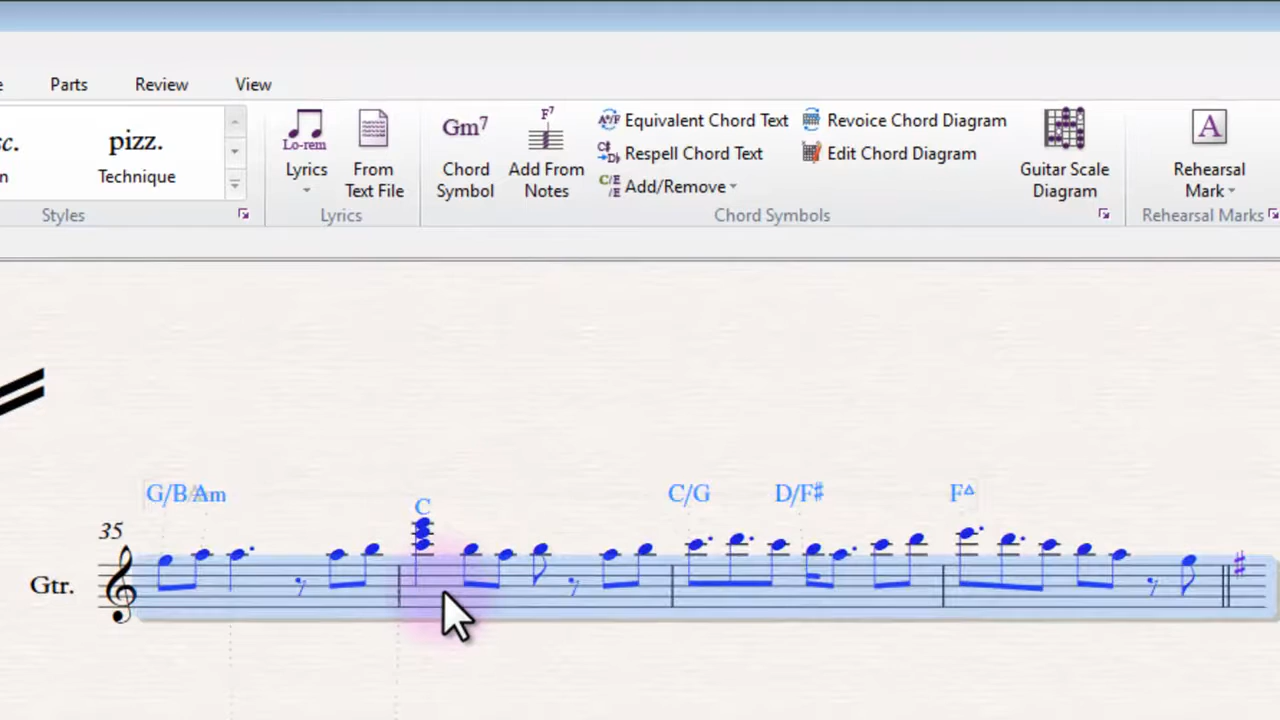 e Parts Review View
sc. pizz.
n Technique
Lo-rem
Lyrics
From
Text File
Gm7
Chord
Symbol
F7
Add From
Notes
Equivalent Chord Text
Respell Chord Text
Add/Remove
Revoice Chord Diagram
Edit Chord Diagram
Guitar Scale
Diagram
A
Rehearsal
Mark
Styles Lyrics Chord Symbols Rehearsal Marks
G/B Am C C/G D/F♯ F△
35
Gtr.